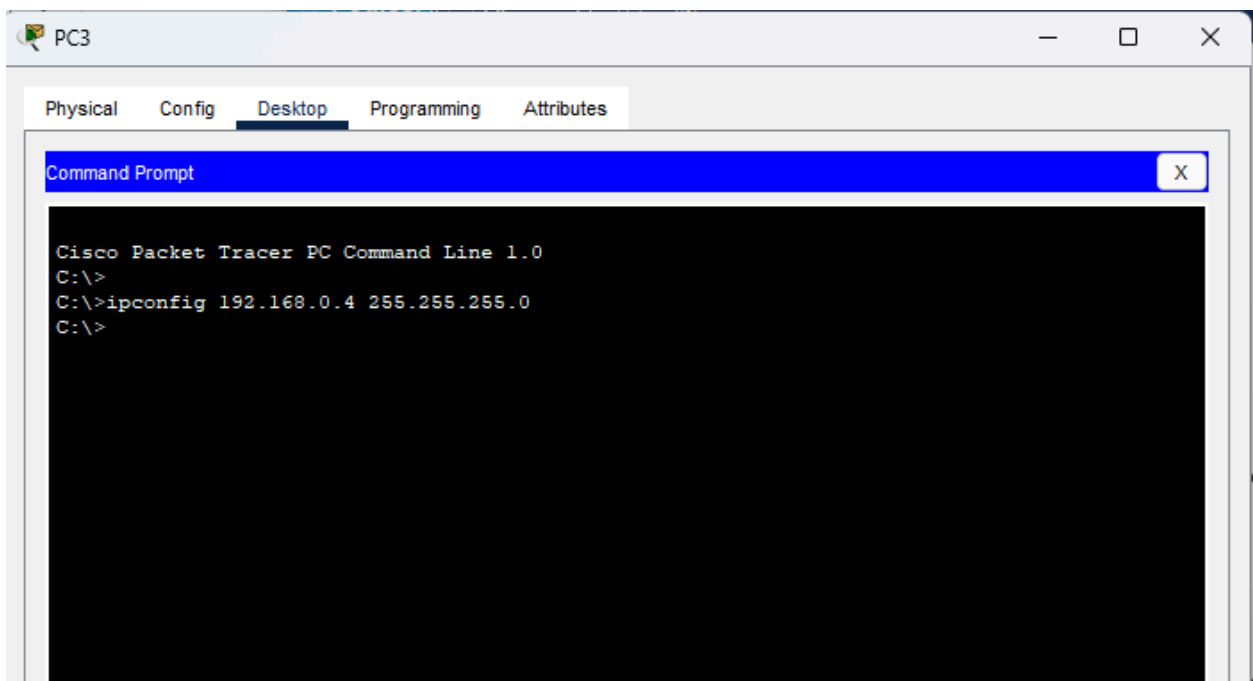 PC3
Physical Config Desktop Programming Attributes
Command Prompt
X
Cisco Packet Tracer PC Command Line 1.0
C:\>
C:\>ipconfig 192.168.0.4 255.255.255.0
C:\>